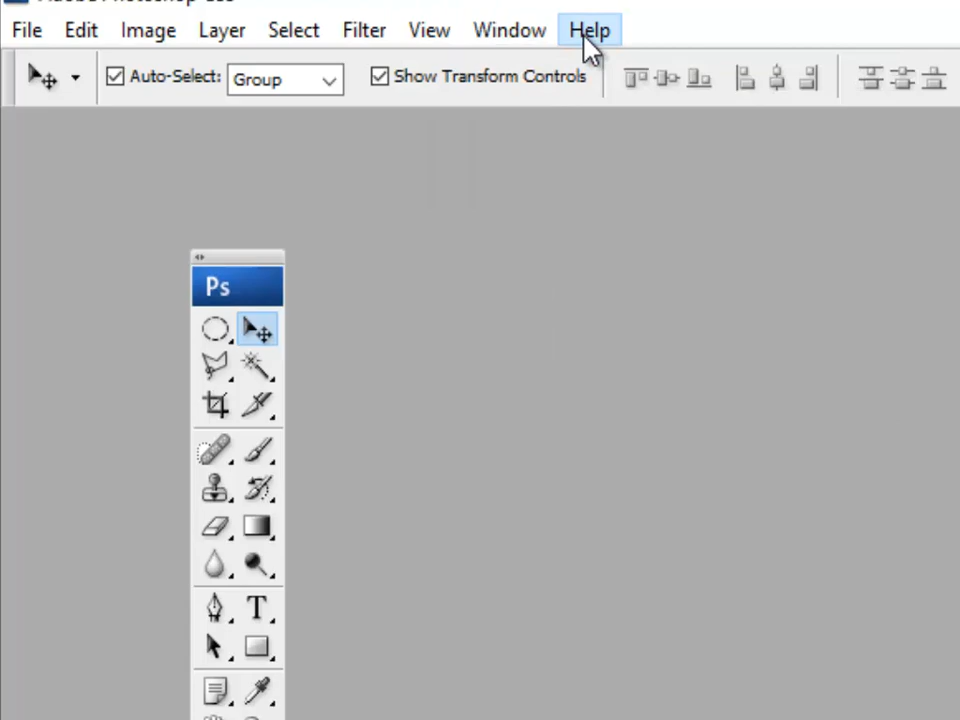 File Edit Image Layer Select Filter View Window Help
Auto-Select: Group Show Transform Controls
Ps
T